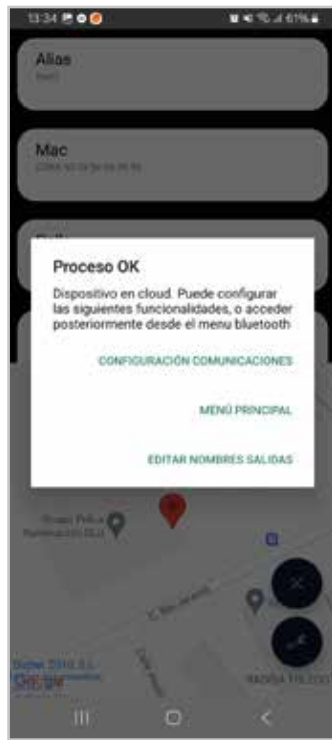 13:34
61%
Alias
Mac
Proceso OK
Dispositivo en cloud. Puede configurar
las siguientes funcionalidades, o acceder
posteriormente desde el menu bluetooth
CONFIGURACIÓN COMUNICACIONES
MENÚ PRINCIPAL
EDITAR NOMBRES SALIDAS